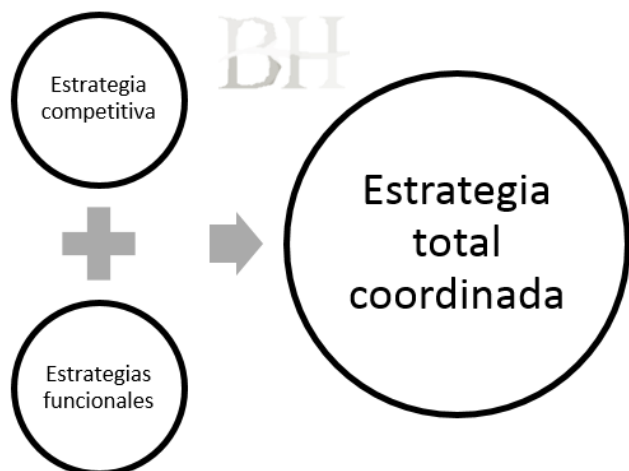 BH
Estrategia
competitiva
Estrategia
total
coordinada
Estrategias
funcionales